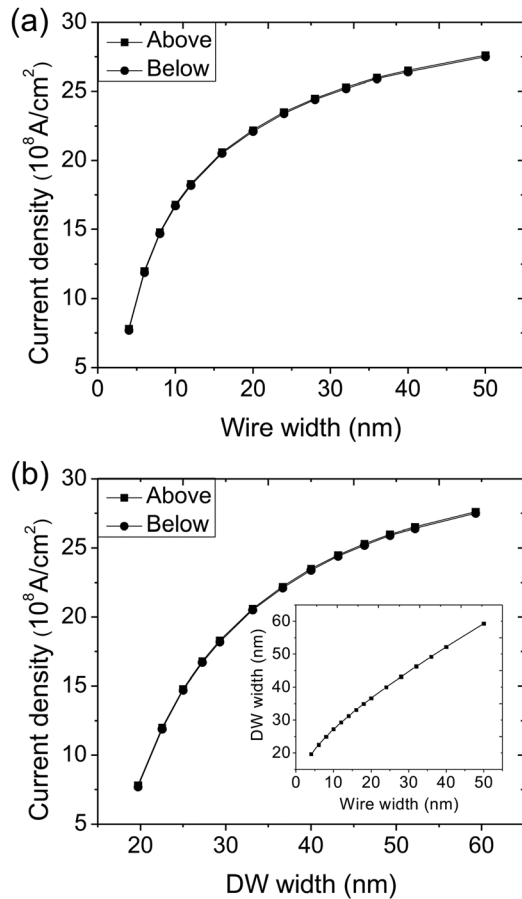 (a)
30
25
20
15
10
5
Current density (10⁸A/cm²)
Above
Below
0 10 20 30 40 50
Wire width (nm)
(b)
30
25
20
15
10
5
Current density (10⁸A/cm²)
Above
Below
60
50
40
30
20
DW width (nm)
0 10 20 30 40 50
Wire width (nm)
20 30 40 50 60
DW width (nm)